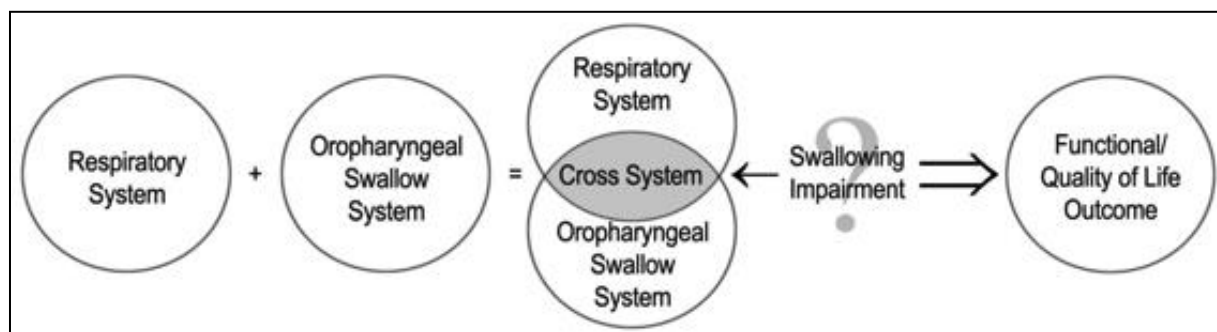 Respiratory
System
+
Oropharyngeal
Swallow
System
=
Respiratory
System
Cross System
Oropharyngeal
Swallow
System
?
Swallowing
Impairment
Functional/
Quality of Life
Outcome